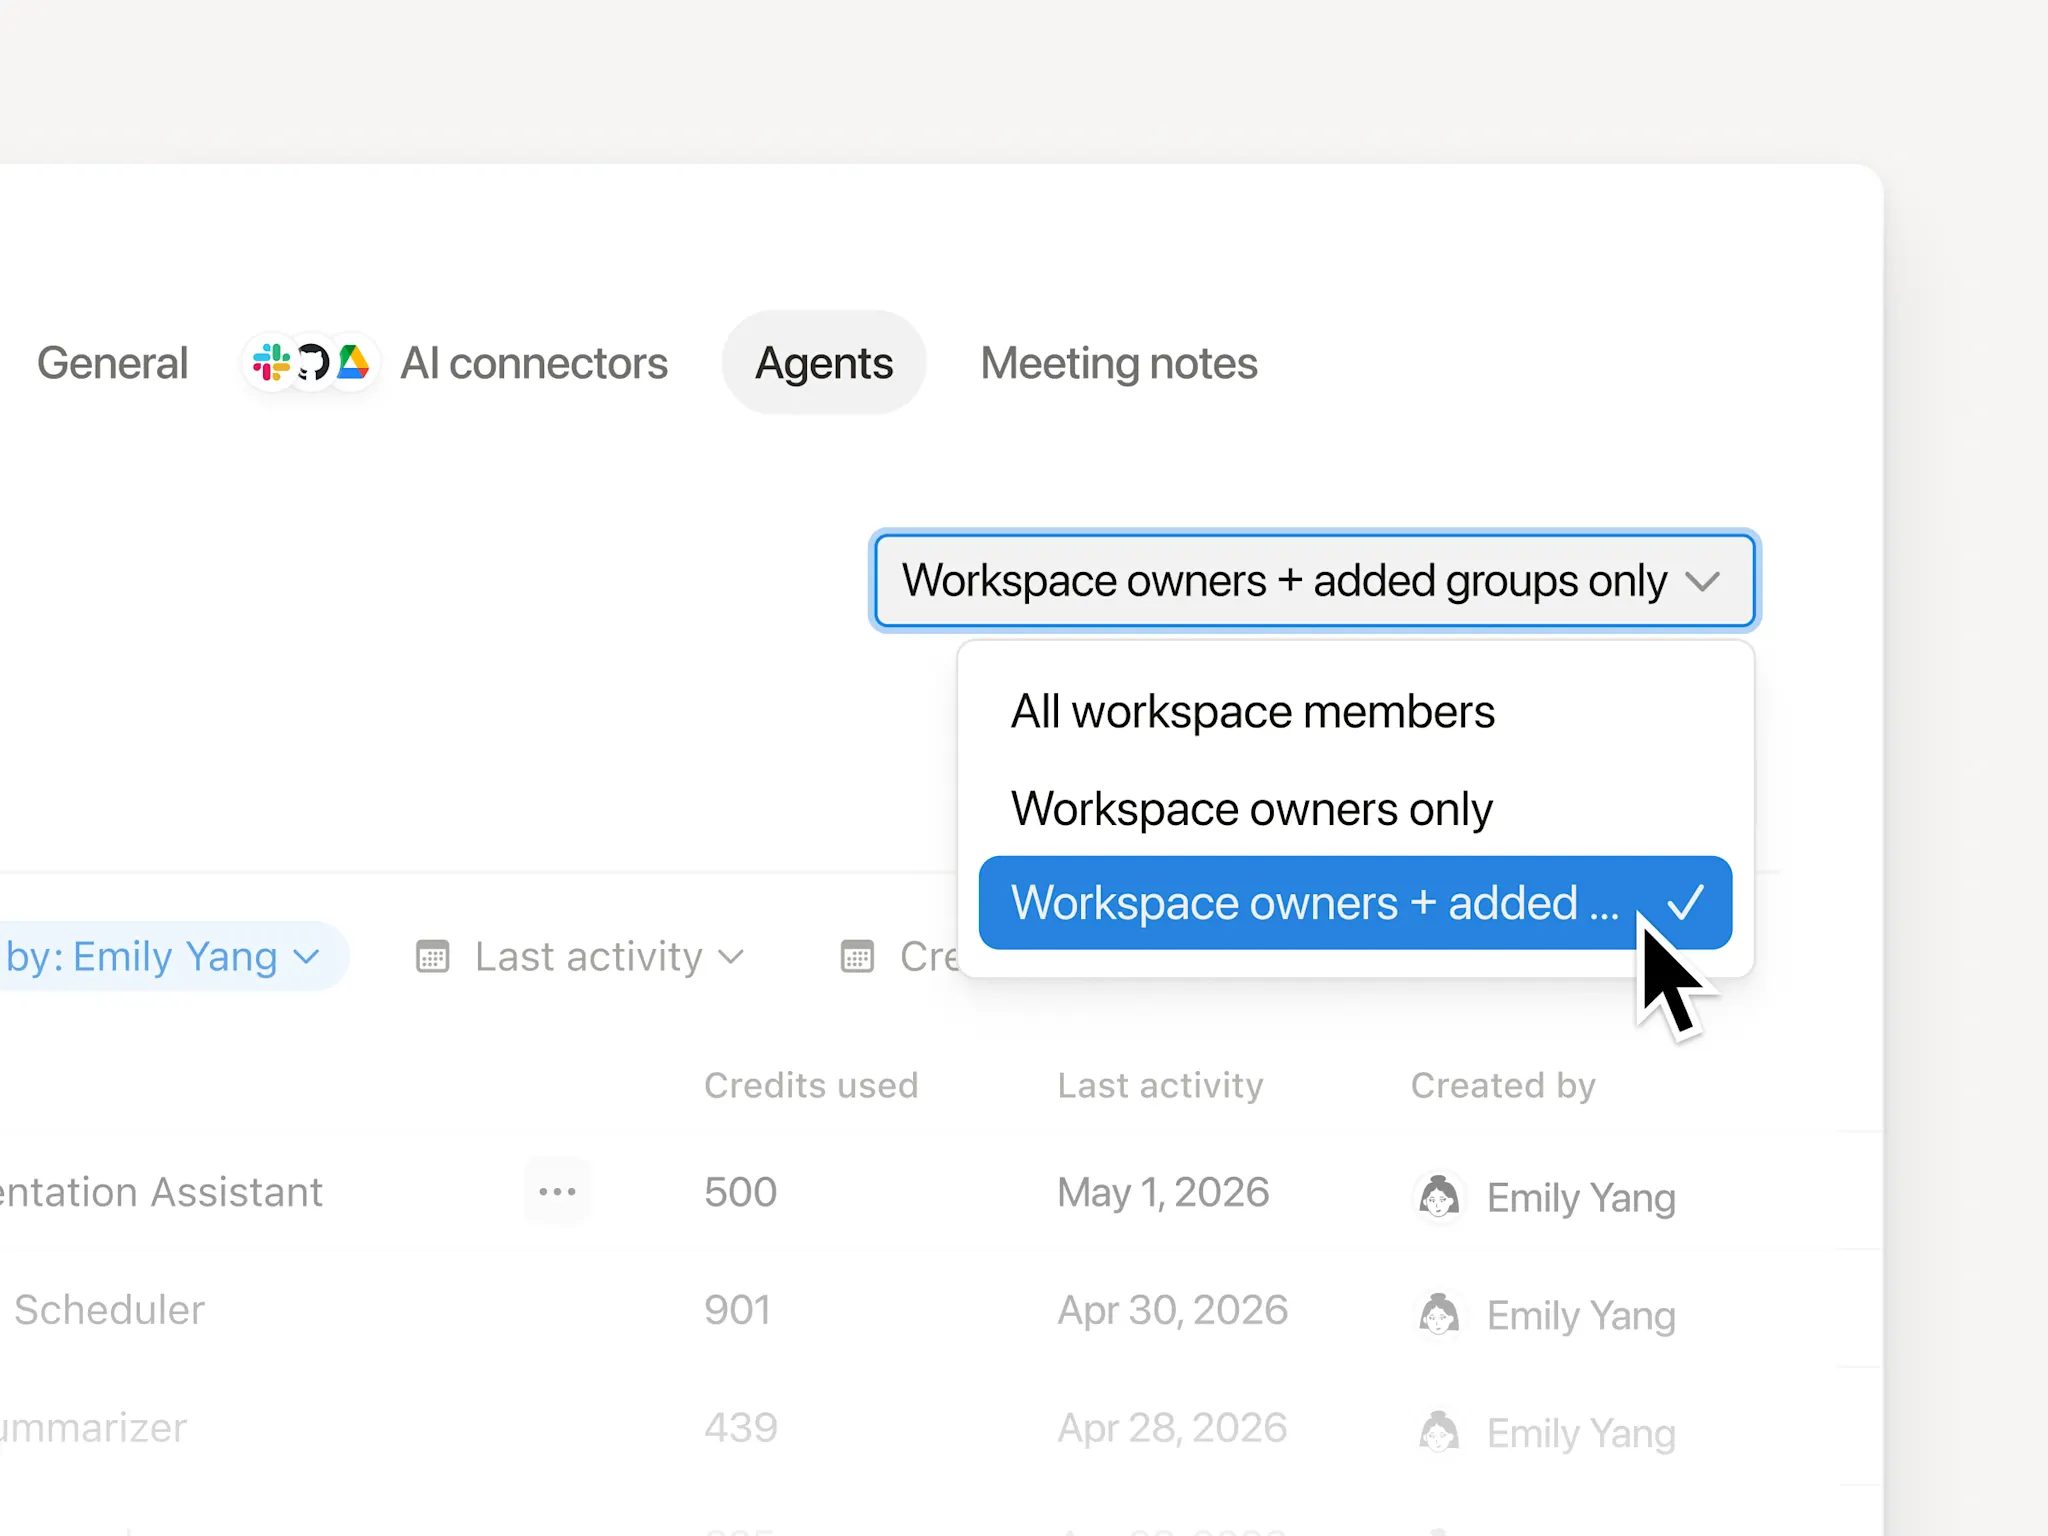 General AI connectors Agents Meeting notes
Workspace owners + added groups only
All workspace members
Workspace owners only
Workspace owners + added ...
by: Emily Yang Last activity Cre
Credits used Last activity Created by
entation Assistant 500 May 1, 2026 Emily Yang
Scheduler 901 Apr 30, 2026 Emily Yang
ummarizer 439 Apr 28, 2026 Emily Yang